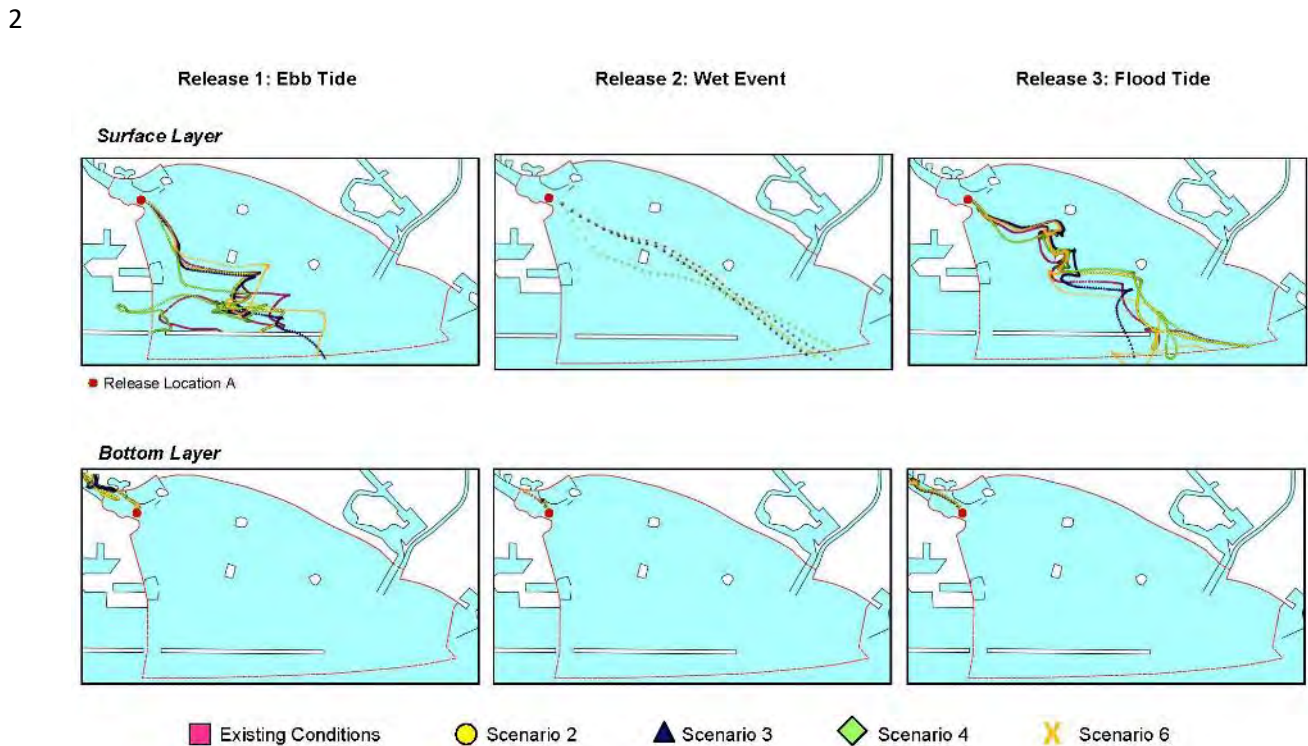 2
Release 1: Ebb Tide
Release 2: Wet Event
Release 3: Flood Tide
Surface Layer
Release Location A
Bottom Layer
Existing Conditions
Scenario 2
Scenario 3
Scenario 4
X Scenario 6